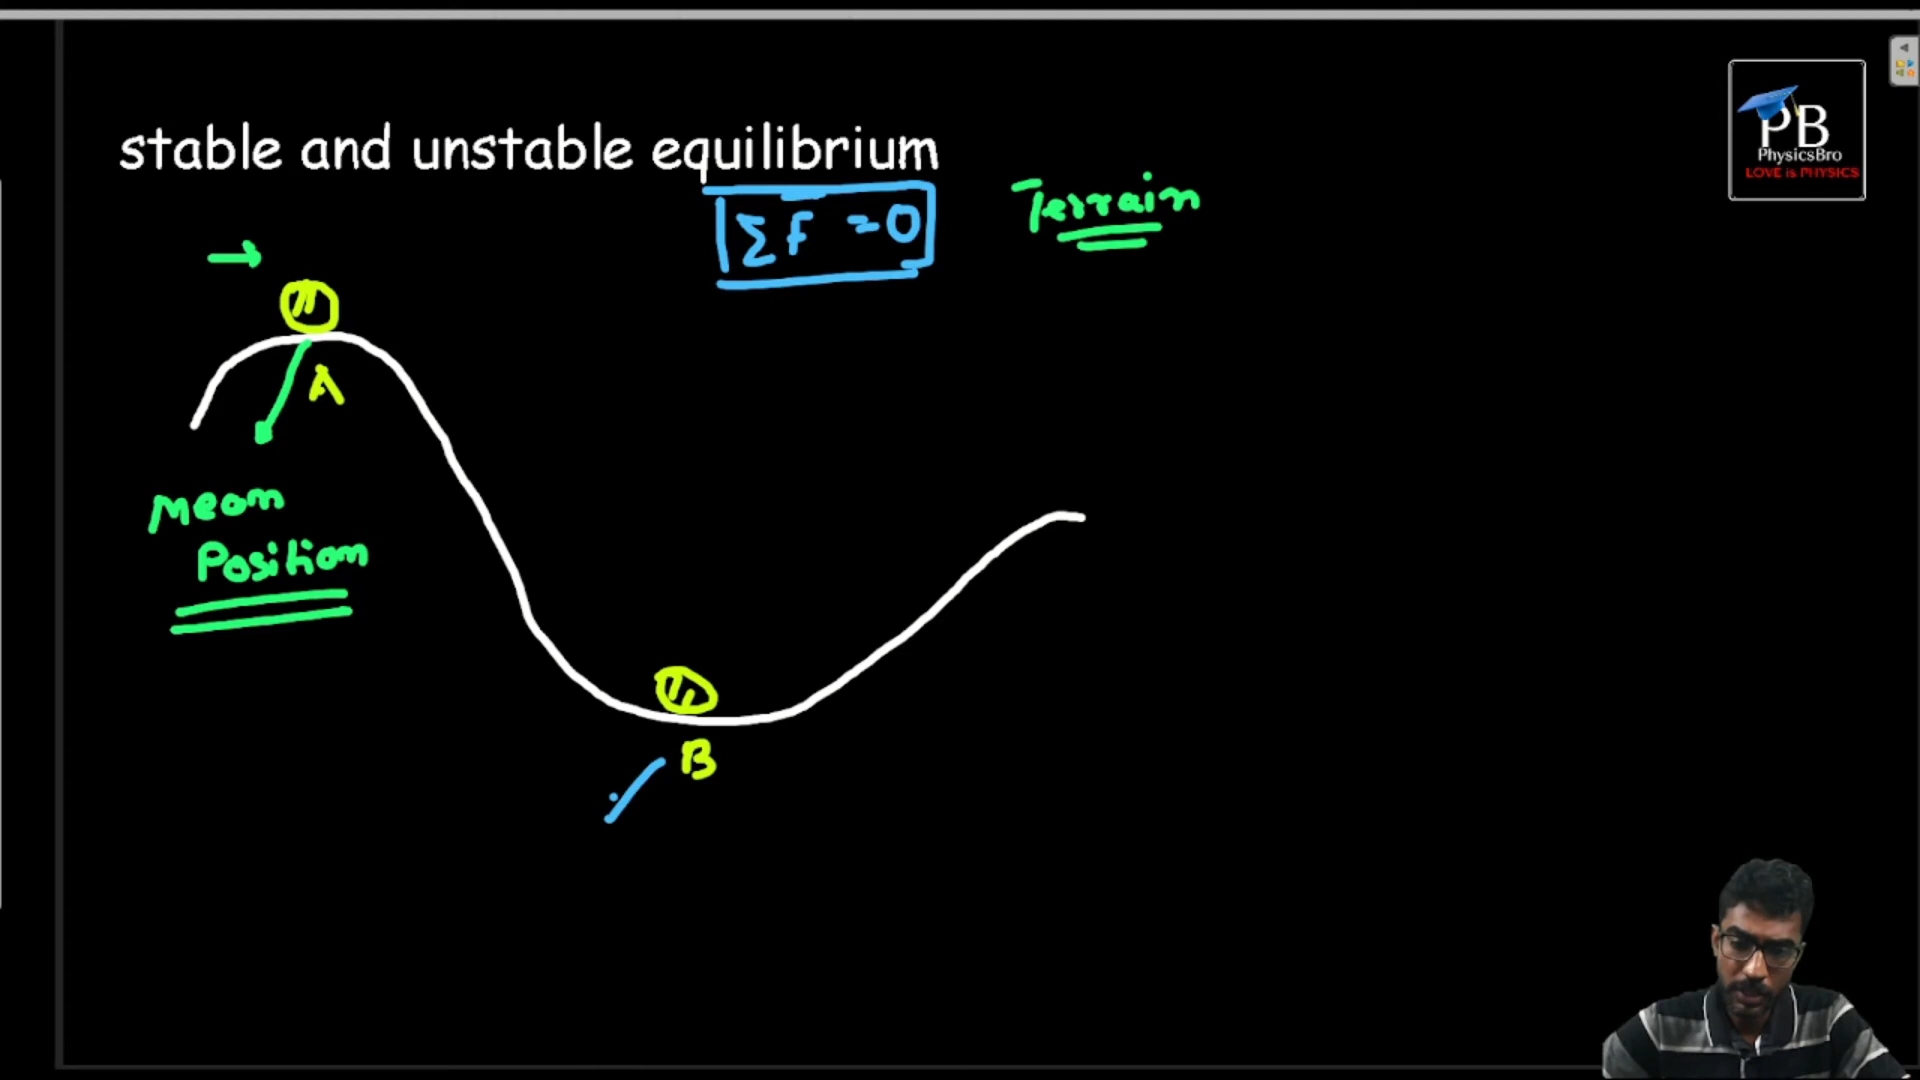 stable and unstable equilibrium
ΣF = 0
Terrain
A
Mean
Position
B
PB
PhysicsBro
LOVE is PHYSICS